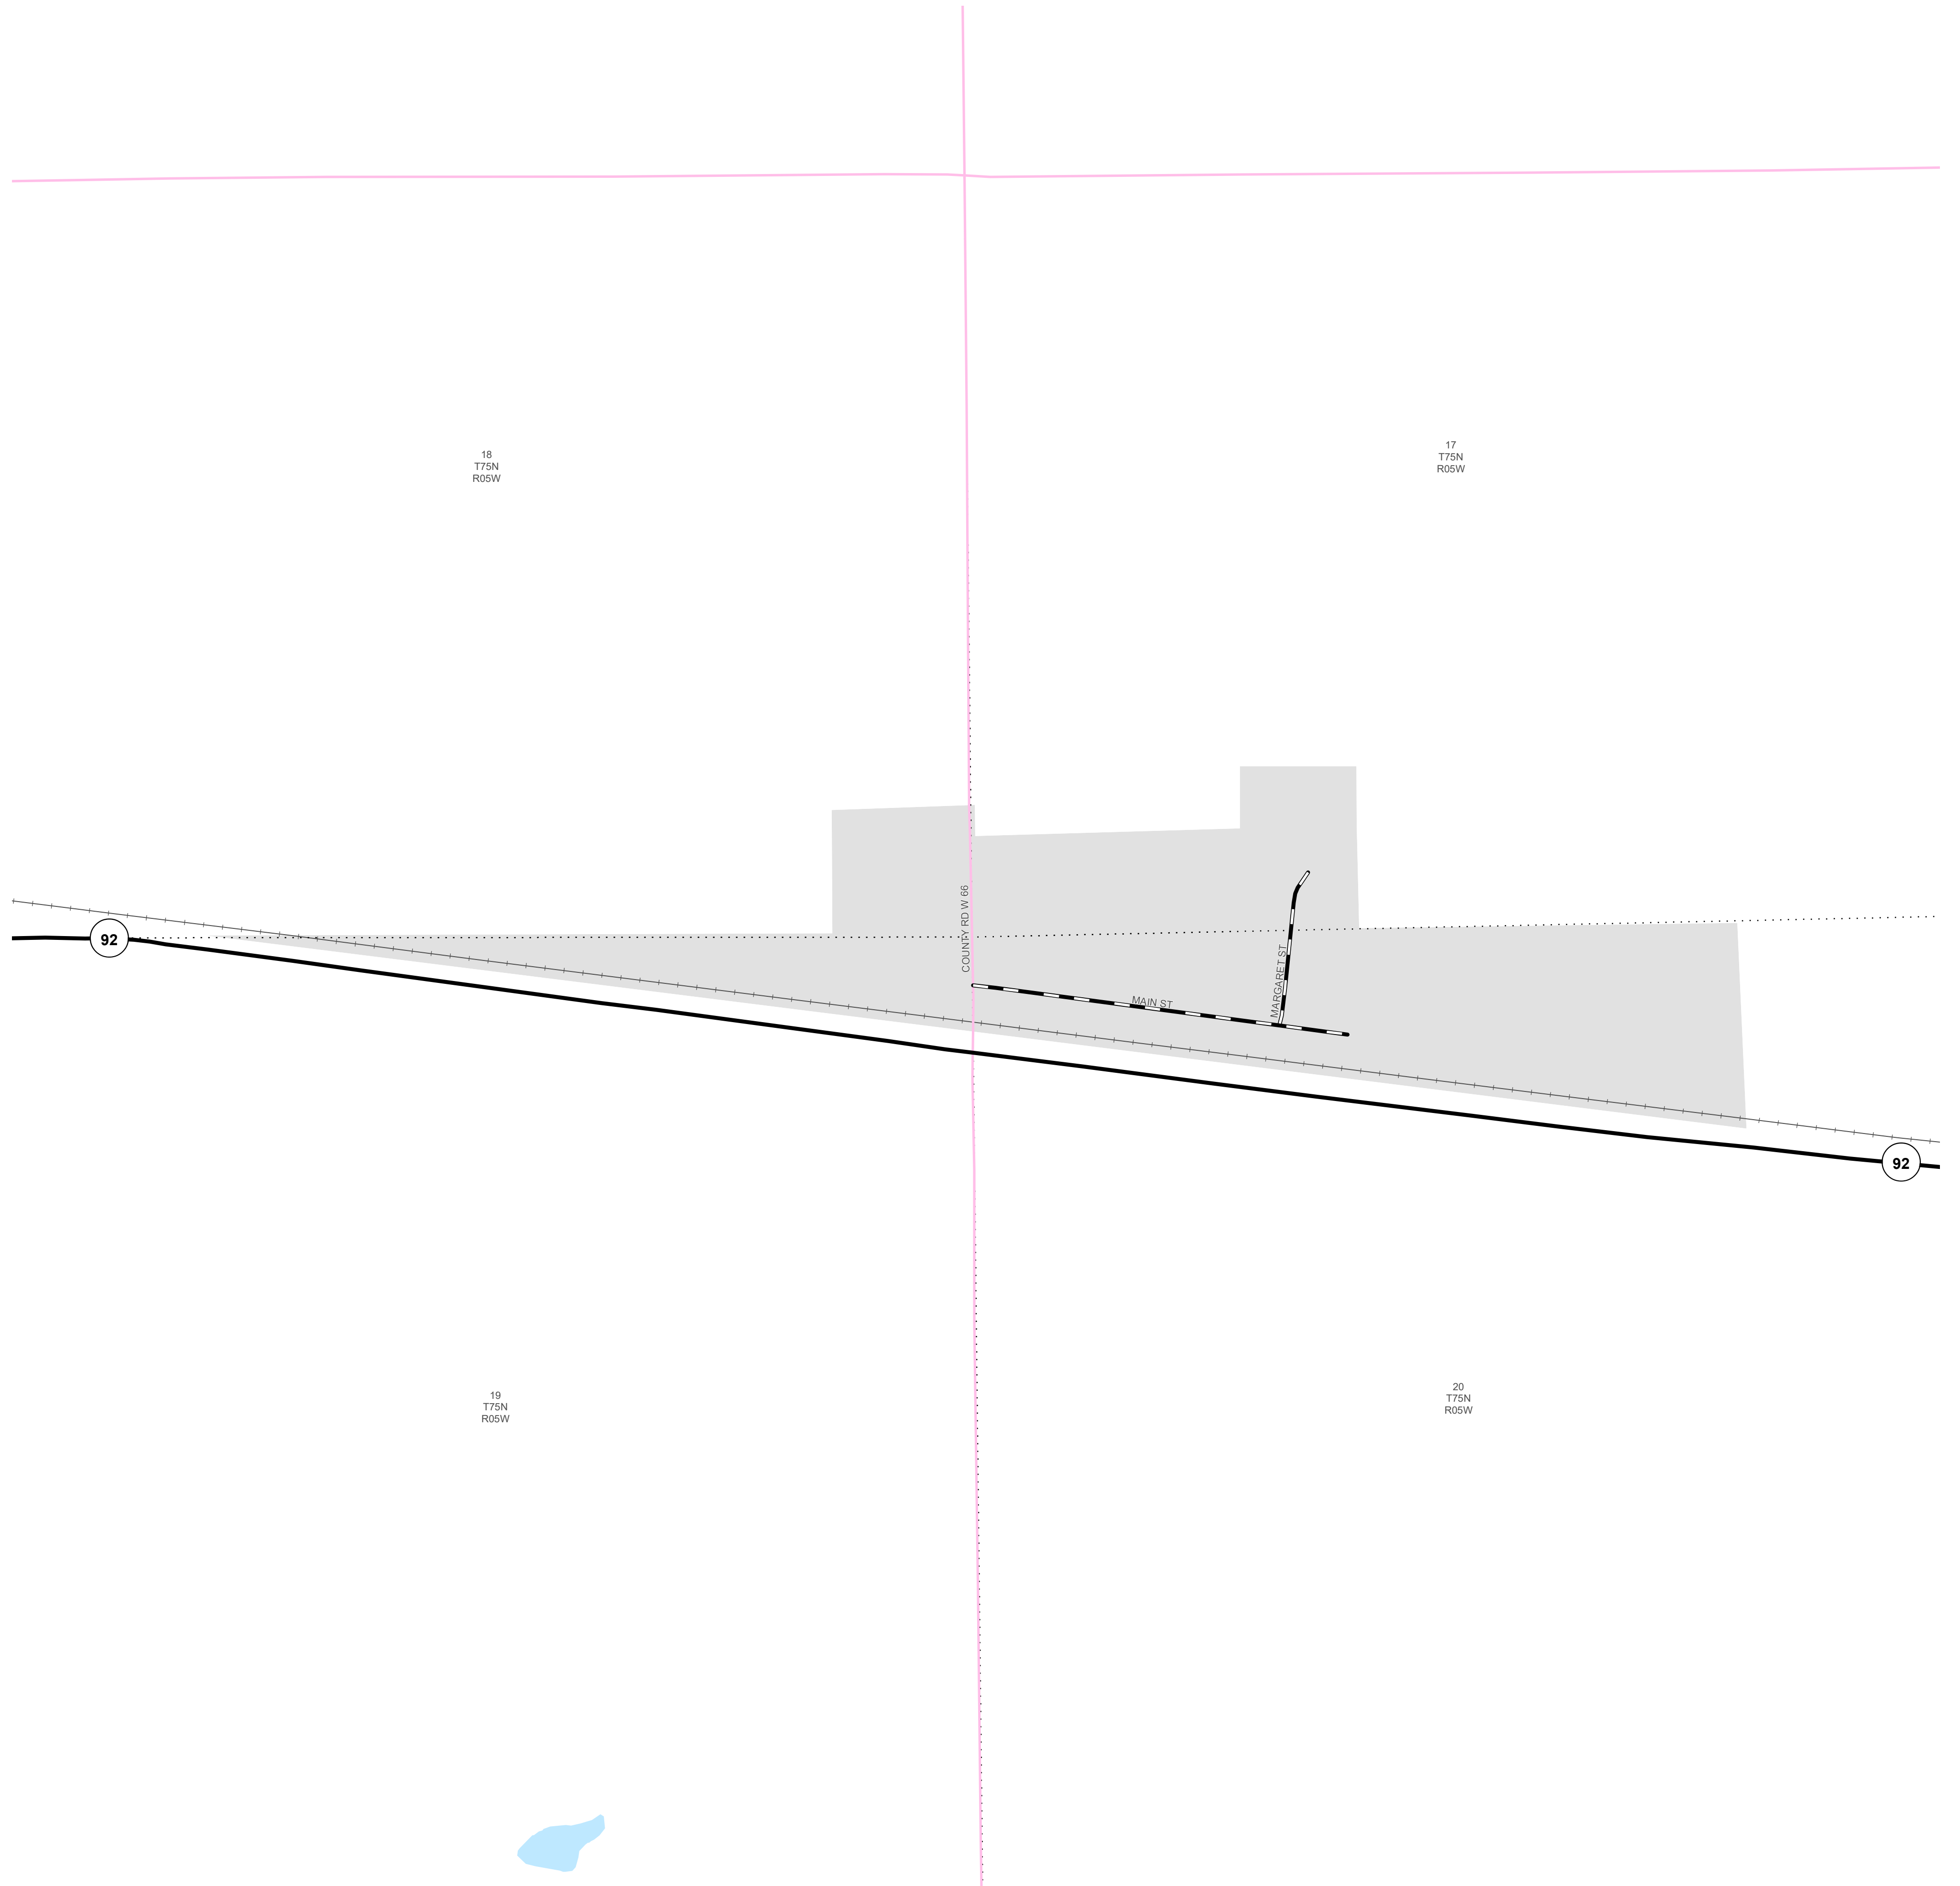 17
T75N
R05W
18
T75N
R05W
COUNTY RD W 66
92
MARGARET ST
MAIN ST
92
20
T75N
R05W
19
T75N
R05W